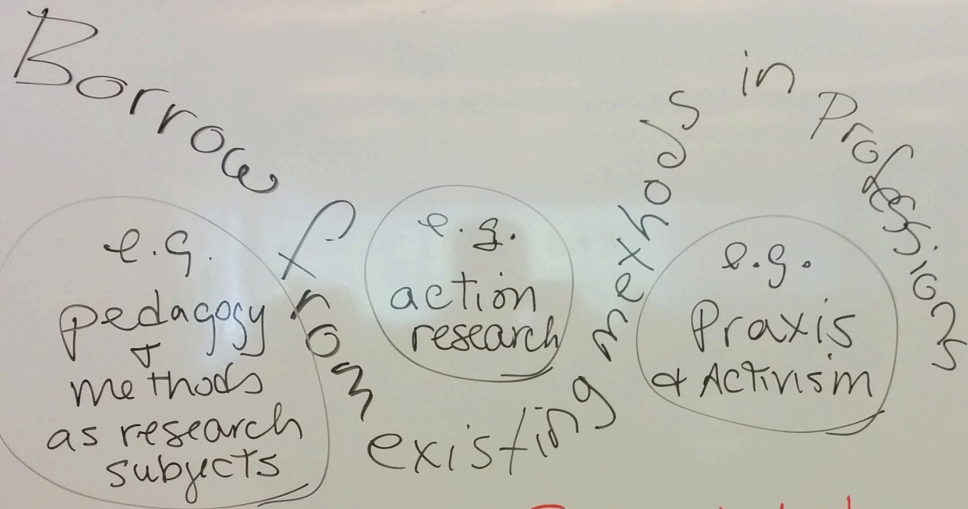 Borrow from existing methods in Professions
e.g.
pedagogy
+
methods
as research
subjects
e.g.
action
research
e.g.
Praxis
& Activism